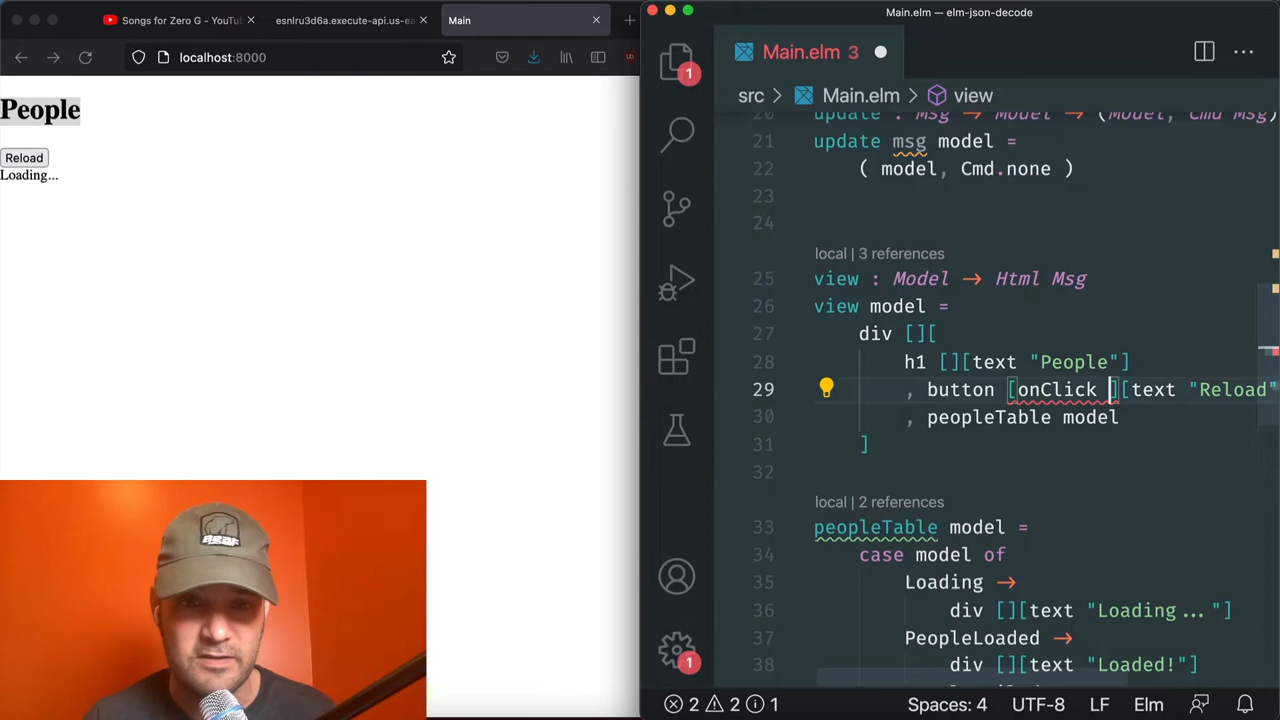 Songs for Zero G - YouTu
esnlru3d6a.execute-api.us-ea
Main
localhost:8000
People
Reload
Loading...
Main.elm — elm-json-decode
Main.elm 3
src > Main.elm > view
20 update : Msg → Model → (Model, Cmd Msg)
21 update msg model =
22 ( model, Cmd.none )
23
24
local | 3 references
25 view : Model → Html Msg
26 view model =
27 div [][
28 h1 [][text "People"]
29 , button [onClick ][text "Reload"
30 , peopleTable model
31 ]
32
local | 2 references
33 peopleTable model =
34 case model of
35 Loading →
36 div [][text "Loading..."]
37 PeopleLoaded →
38 div [][text "Loaded!"]
1
1
2 2 1 Spaces: 4 UTF-8 LF Elm